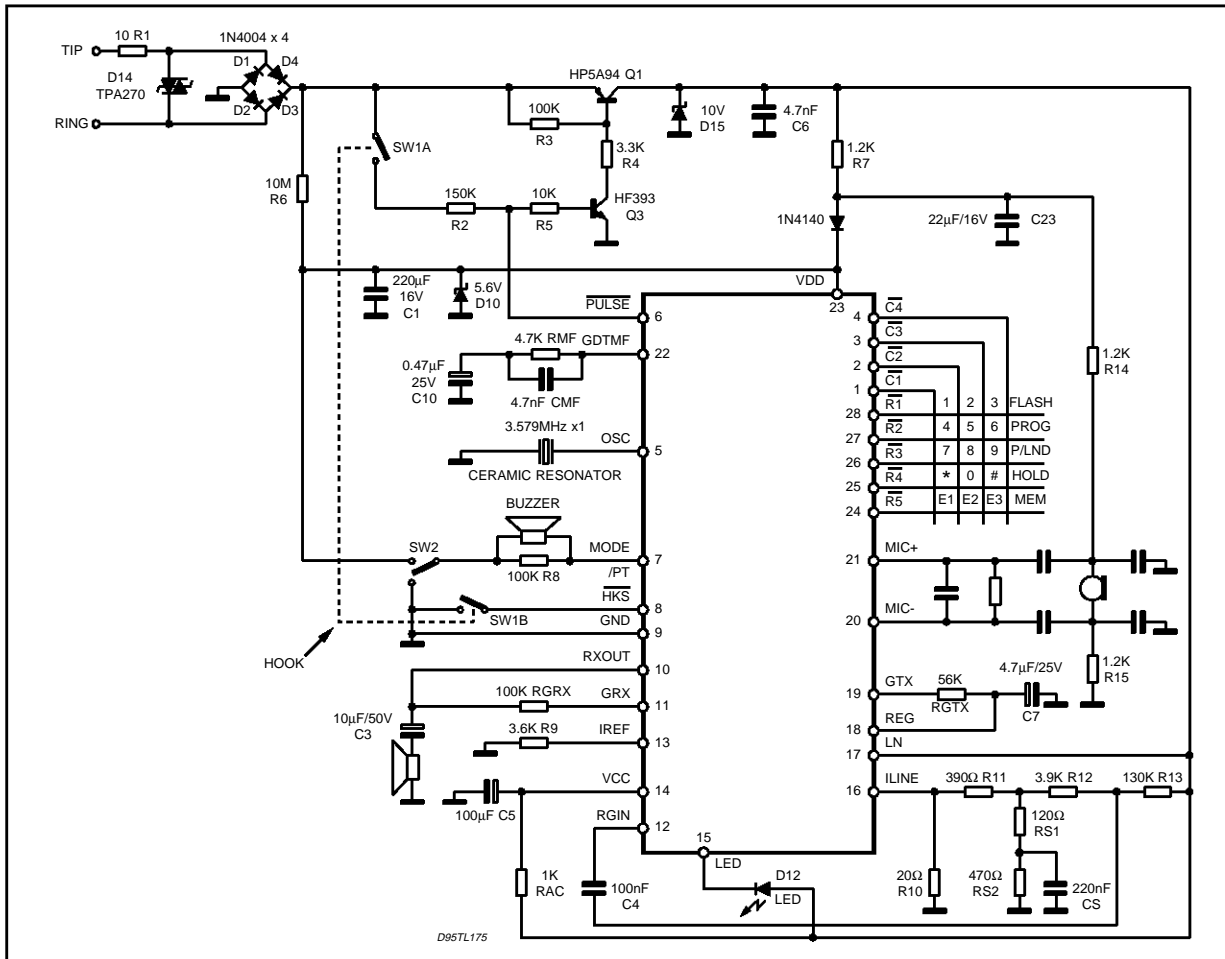 10 R1
1N4004 x 4
TIP
D1
D4
D14
TPA270
D2
D3
RING
HP5A94 Q1
100K
R3
10V
D15
4.7nF
C6
3.3K
R4
1.2K
R7
SW1A
10M
R6
150K
R2
10K
R5
HF393
Q3
1N4140
22µF/16V
C23
220µF
16V
C1
5.6V
D10
VDD
23
PULSE
6
C4
4
C3
3
C2
2
C1
1
4.7K RMF
GDTMF
22
0.47µF
25V
C10
4.7nF CMF
1.2K
R14
R1
28
1 2 3 FLASH
R2
27
4 5 6 PROG
R3
26
7 8 9 P/LND
R4
25
* 0 # HOLD
R5
24
E1 E2 E3 MEM
3.579MHz x1
OSC
5
CERAMIC RESONATOR
BUZZER
SW2
MODE
/PT
7
100K R8
21
MIC+
HKS
8
SW1B
GND
9
20
MIC-
HOOK
RXOUT
10
1.2K
R15
100K RGRX
GRX
11
10µF/50V
C3
19
GTX
56K
RGTX
4.7µF/25V
C7
18
REG
3.6K R9
IREF
13
17
LN
VCC
14
100µF C5
16
ILINE
390Ω R11
3.9K R12
130K R13
RGIN
12
15
LED
120Ω
RS1
1K
RAC
100nF
C4
D12
LED
20Ω
R10
470Ω
RS2
220nF
CS
D95TL175